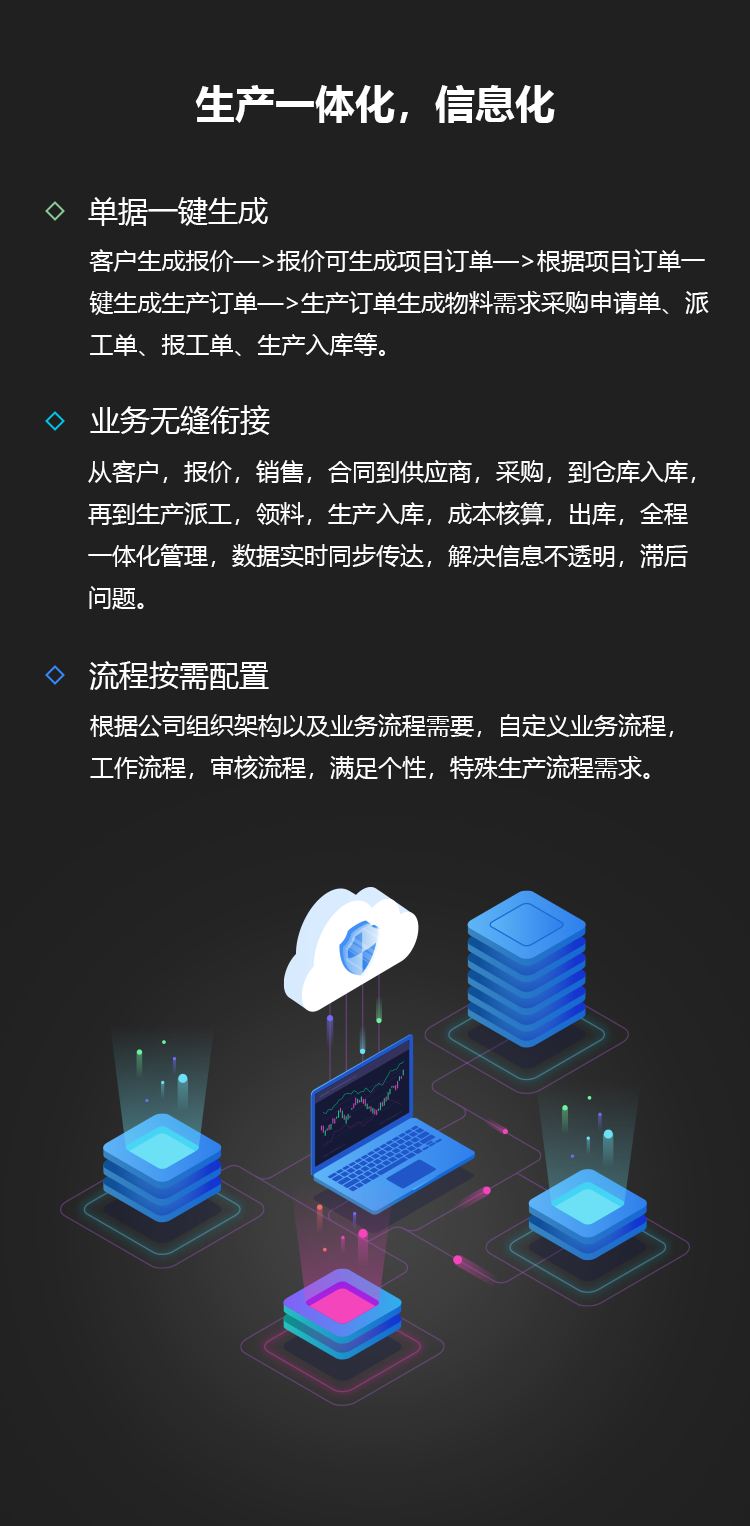 生产一体化，信息化
单据一键生成
客户生成报价—>报价可生成项目订单—>根据项目订单一
键生成生产订单—>生产订单生成物料需求采购申请单、派
工单、报工单、生产入库等。
业务无缝衔接
从客户，报价，销售，合同到供应商，采购，到仓库入库，
再到生产派工，领料，生产入库，成本核算，出库，全程
一体化管理，数据实时同步传达，解决信息不透明，滞后
问题。
流程按需配置
根据公司组织架构以及业务流程需要，自定义业务流程，
工作流程，审核流程，满足个性，特殊生产流程需求。